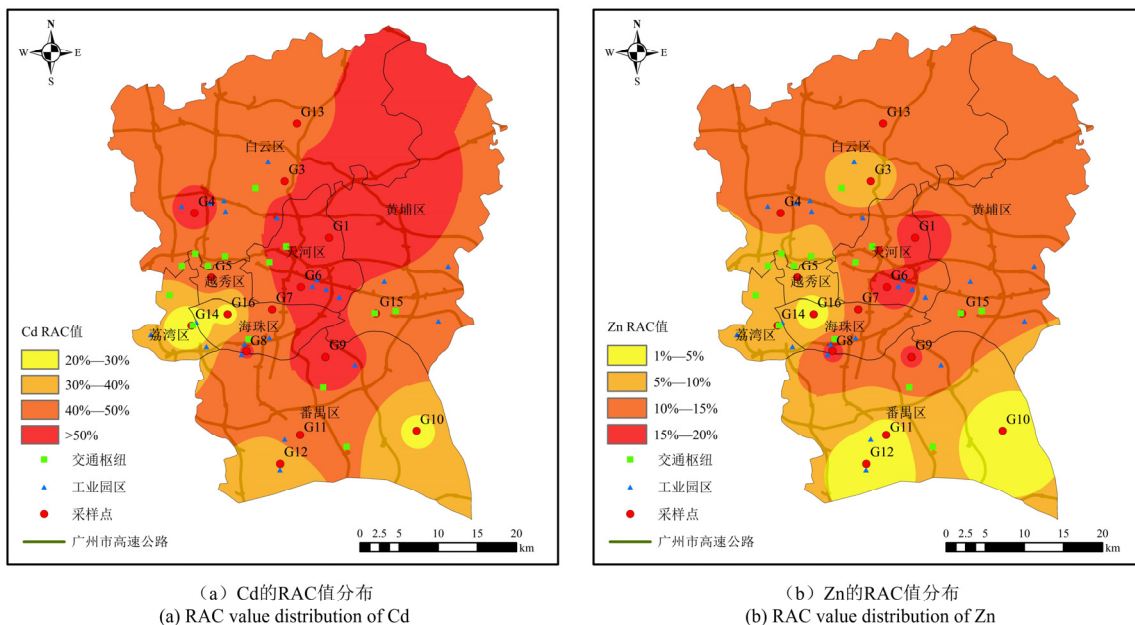 N
W
E
S
G13
白云区
G3
G4
黄埔区
G1
天河区
G5
越秀区
G6
G16
G7
G15
G14
海珠区
荔湾区
G8
G9
Cd RAC值
20%—30%
30%—40%
40%—50%
>50%
番禺区
G10
G11
G12
交通枢纽
工业园区
采样点
广州市高速公路
0 2.5 5 10 15 20
km
(a) Cd的RAC值分布
(a) RAC value distribution of Cd
N
W
E
S
G13
白云区
G3
G4
黄埔区
G1
天河区
G5
越秀区
G6
G16
G7
G15
G14
海珠区
荔湾区
G8
G9
Zn RAC值
1%—5%
5%—10%
10%—15%
15%—20%
番禺区
G10
G11
G12
交通枢纽
工业园区
采样点
广州市高速公路
0 2.5 5 10 15 20
km
(b) Zn的RAC值分布
(b) RAC value distribution of Zn